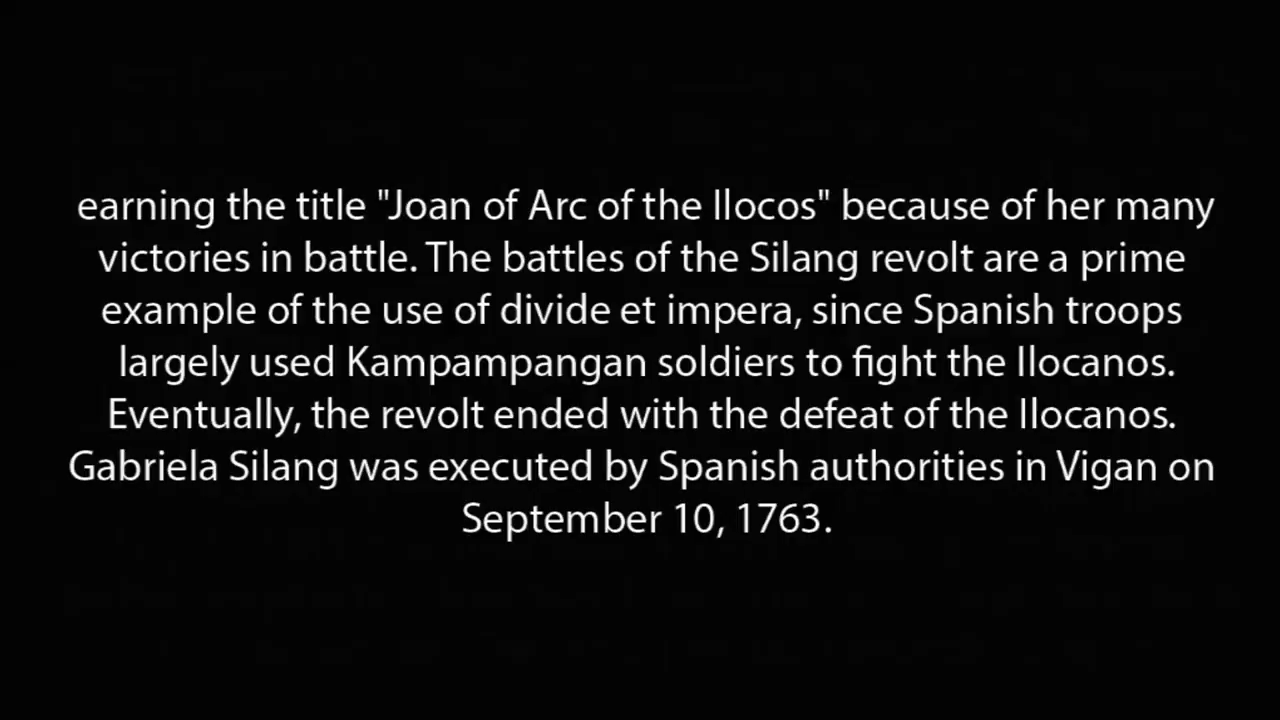 earning the title "Joan of Arc of the Ilocos" because of her many
victories in battle. The battles of the Silang revolt are a prime
example of the use of divide et impera, since Spanish troops
largely used Kampampangan soldiers to fight the Ilocanos.
Eventually, the revolt ended with the defeat of the Ilocanos.
Gabriela Silang was executed by Spanish authorities in Vigan on
September 10, 1763.